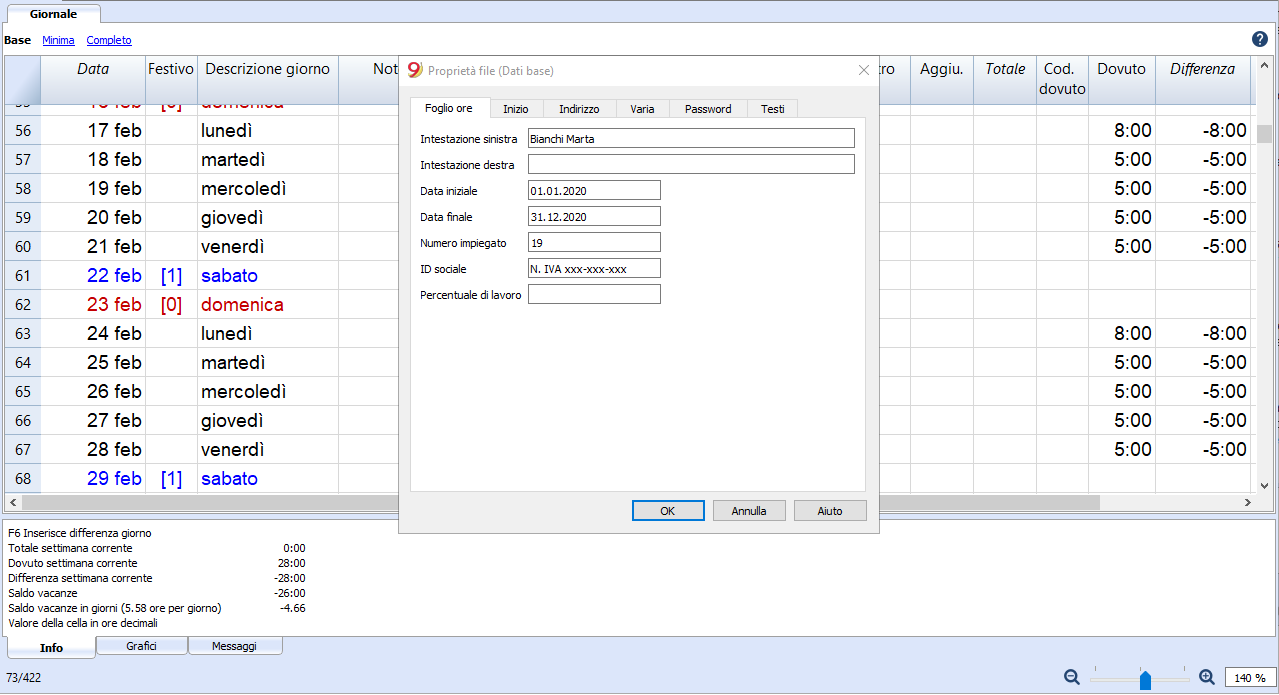 Giornale
Base Minima Completo
Data Festivo Descrizione giorno Not tro Aggiu. Totale Cod. dovuto Dovuto Differenza
56 17 feb lunedì 8:00 -8:00
57 18 feb martedì 5:00 -5:00
58 19 feb mercoledì 5:00 -5:00
59 20 feb giovedì 5:00 -5:00
60 21 feb venerdì 5:00 -5:00
61 22 feb [1] sabato
62 23 feb [0] domenica
63 24 feb lunedì 8:00 -8:00
64 25 feb martedì 5:00 -5:00
65 26 feb mercoledì 5:00 -5:00
66 27 feb giovedì 5:00 -5:00
67 28 feb venerdì 5:00 -5:00
68 29 feb [1] sabato
Proprietà file (Dati base)
Foglio ore Inizio Indirizzo Varia Password Testi
Intestazione sinistra Bianchi Marta
Intestazione destra
Data iniziale 01.01.2020
Data finale 31.12.2020
Numero impiegato 19
ID sociale N. IVA xxx-xxx-xxx
Percentuale di lavoro
OK Annulla Aiuto
F6 Inserisce differenza giorno
Totale settimana corrente 0:00
Dovuto settimana corrente 28:00
Differenza settimana corrente -28:00
Saldo vacanze -26:00
Saldo vacanze in giorni (5.58 ore per giorno) -4.66
Valore della cella in ore decimali
Info Grafici Messaggi
73/422 140 %